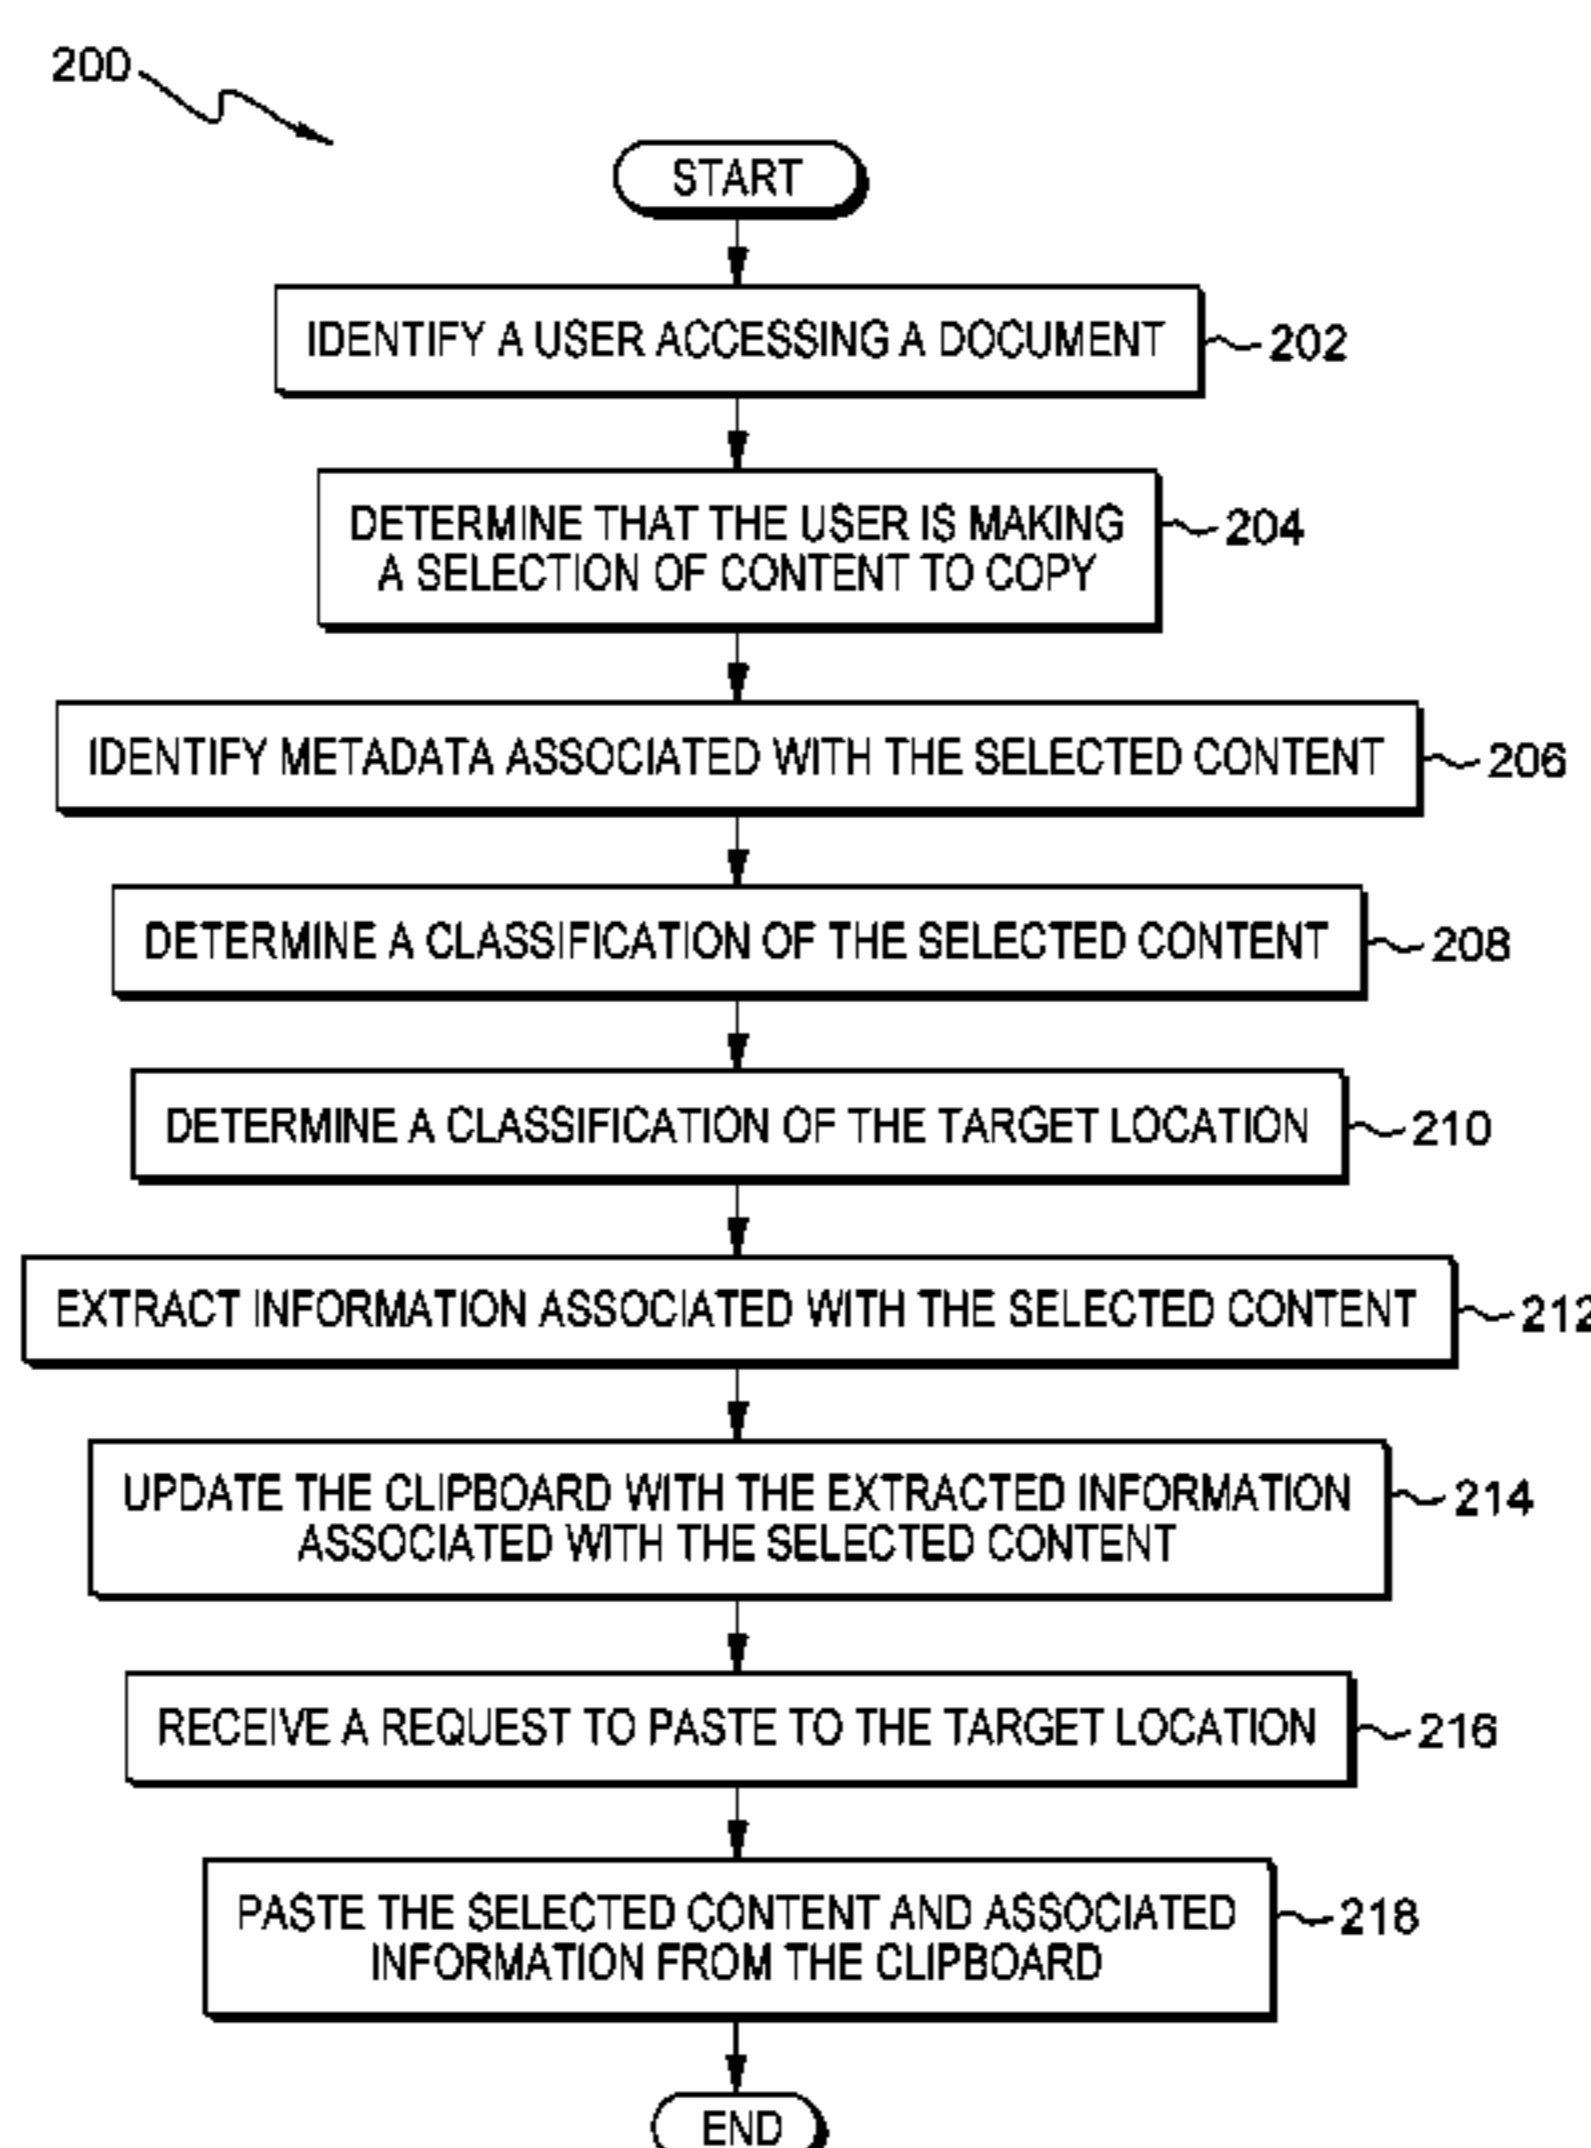 200
START
IDENTIFY A USER ACCESSING A DOCUMENT
202
DETERMINE THAT THE USER IS MAKING
A SELECTION OF CONTENT TO COPY
204
IDENTIFY METADATA ASSOCIATED WITH THE SELECTED CONTENT
206
DETERMINE A CLASSIFICATION OF THE SELECTED CONTENT
208
DETERMINE A CLASSIFICATION OF THE TARGET LOCATION
210
EXTRACT INFORMATION ASSOCIATED WITH THE SELECTED CONTENT
212
UPDATE THE CLIPBOARD WITH THE EXTRACTED INFORMATION
ASSOCIATED WITH THE SELECTED CONTENT
214
RECEIVE A REQUEST TO PASTE TO THE TARGET LOCATION
216
PASTE THE SELECTED CONTENT AND ASSOCIATED
INFORMATION FROM THE CLIPBOARD
218
END